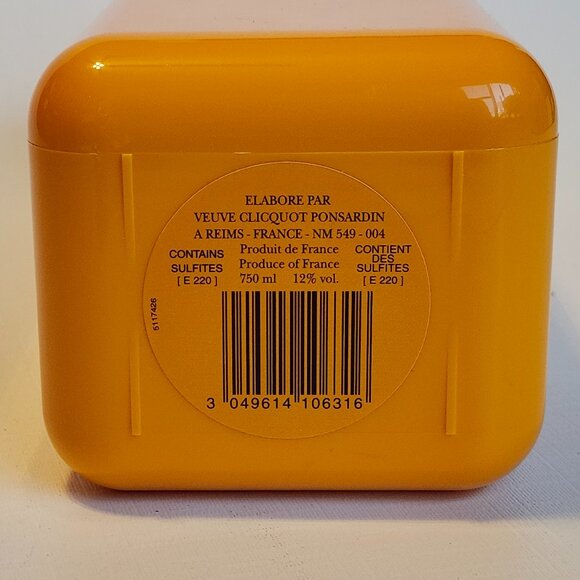 ELABORE PAR
VEUVE CLICQUOT PONSARDIN
A REIMS - FRANCE - NM 549 - 004
CONTAINS
SULFITES
[ E 220 ]
Produit de France
Produce of France
750 ml 12% vol.
CONTIENT
DES
SULFITES
[ E 220 ]
5117426
3 049614 106316